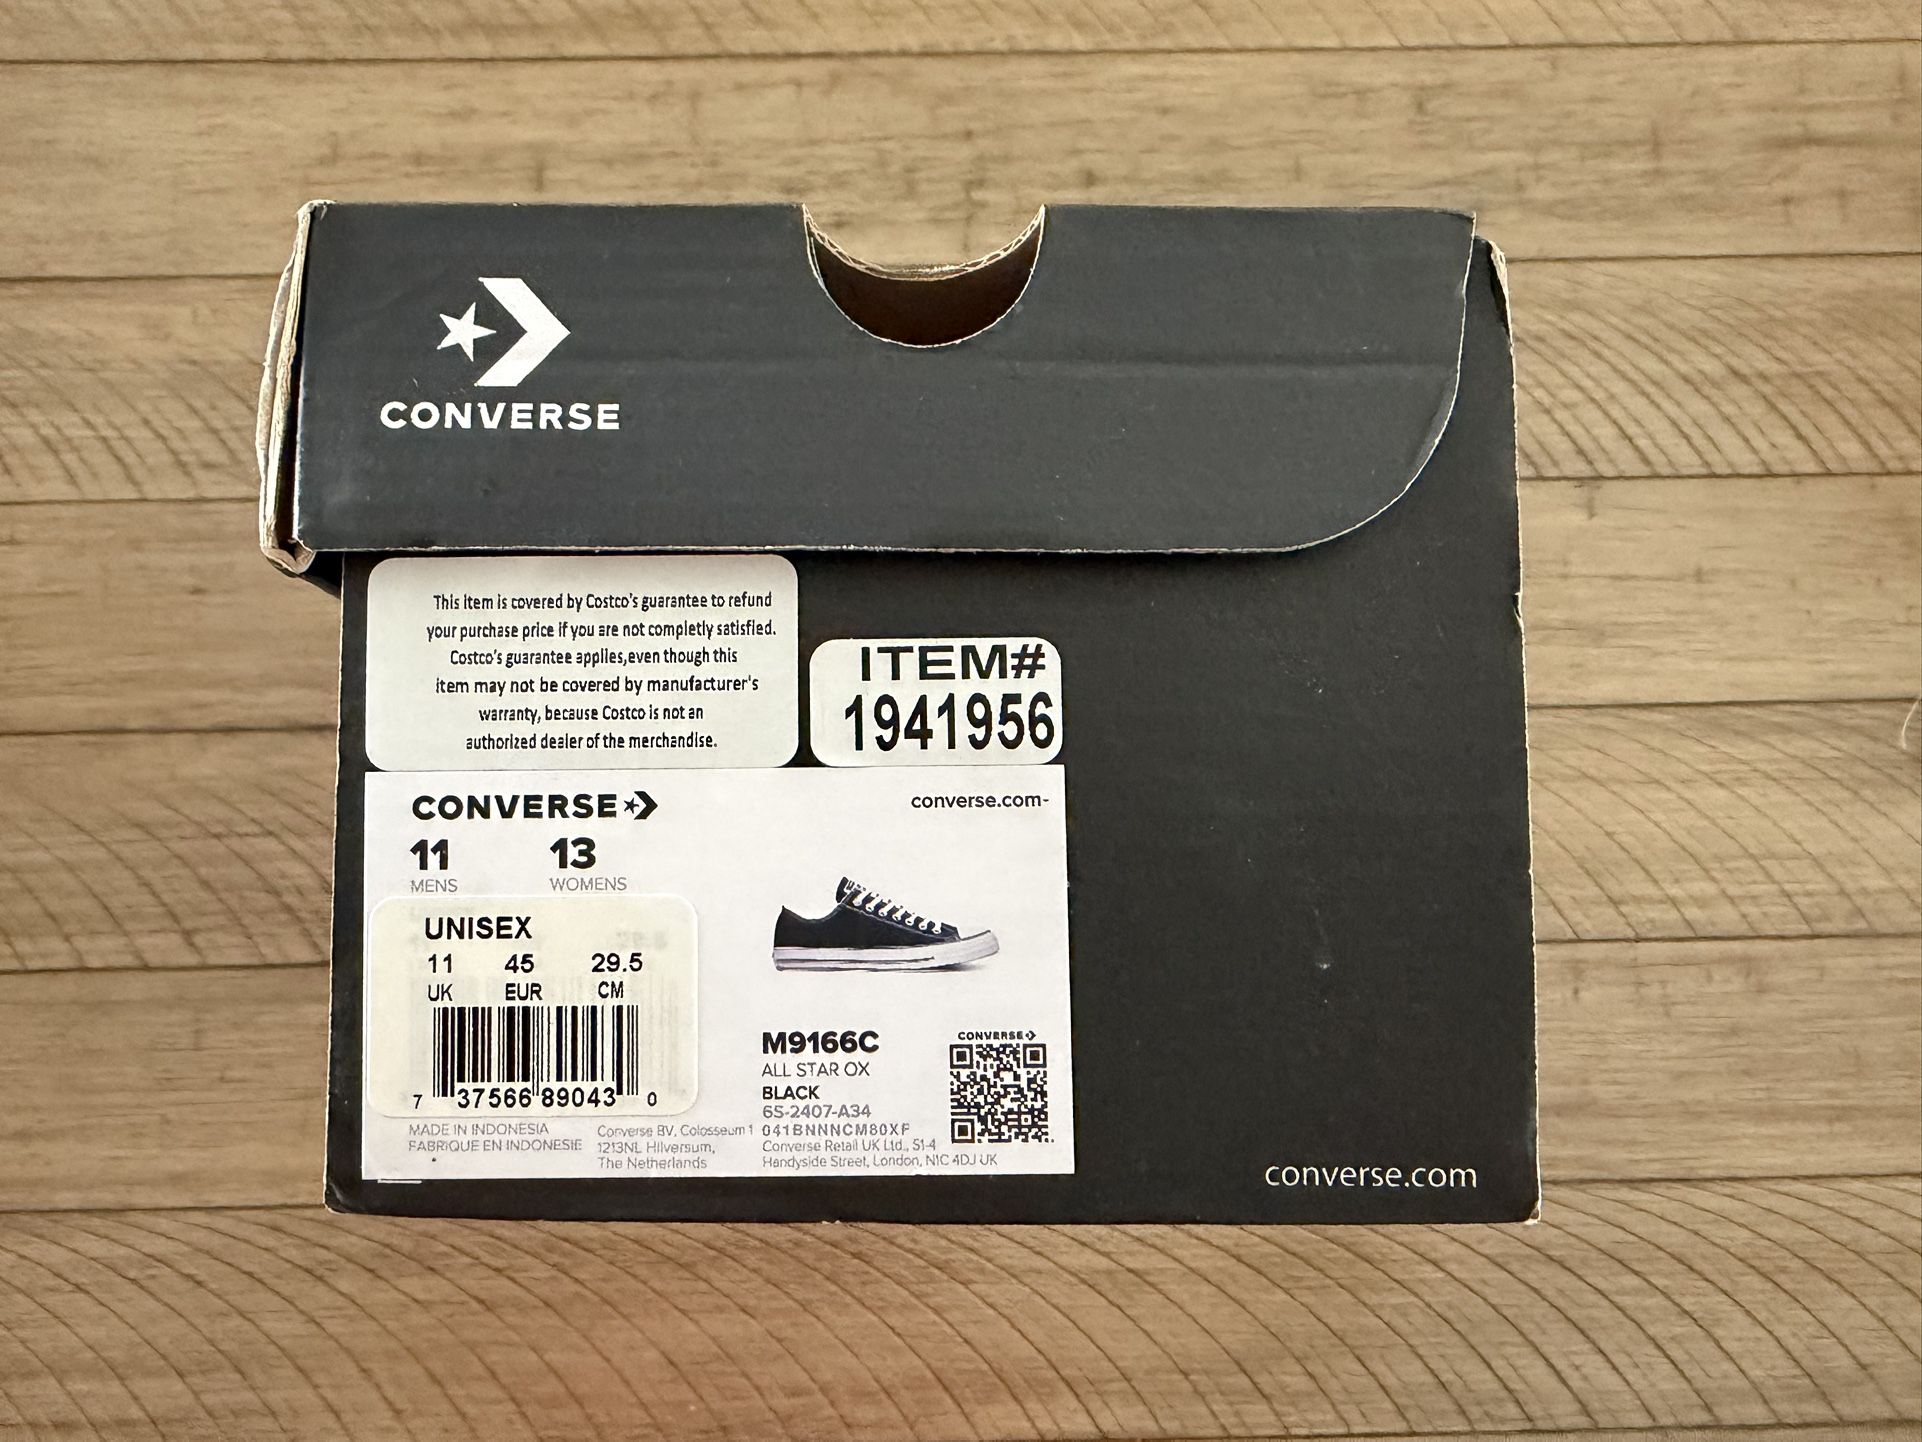 CONVERSE
This item is covered by Costco's guarantee to refund
your purchase price if you are not completly satisfied.
Costco's guarantee applies,even though this
item may not be covered by manufacturer's
warranty, because Costco is not an
authorized dealer of the merchandise.
ITEM#
1941956
CONVERSE
converse.com-
11 13
MENS WOMENS
UNISEX
11 45 29.5
UK EUR CM
7 37566 89043 0
MADE IN INDONESIA
FABRIQUE EN INDONESIE
Converse BV, Colosseum 1
1213NL Hilversum,
The Netherlands
M9166C
ALL STAR OX
BLACK
6S-2407-A34
041BNNNCM80XF
Converse Retail UK Ltd., S1-4
Handyside Street, London, N1C 4DJ UK
CONVERSE
converse.com